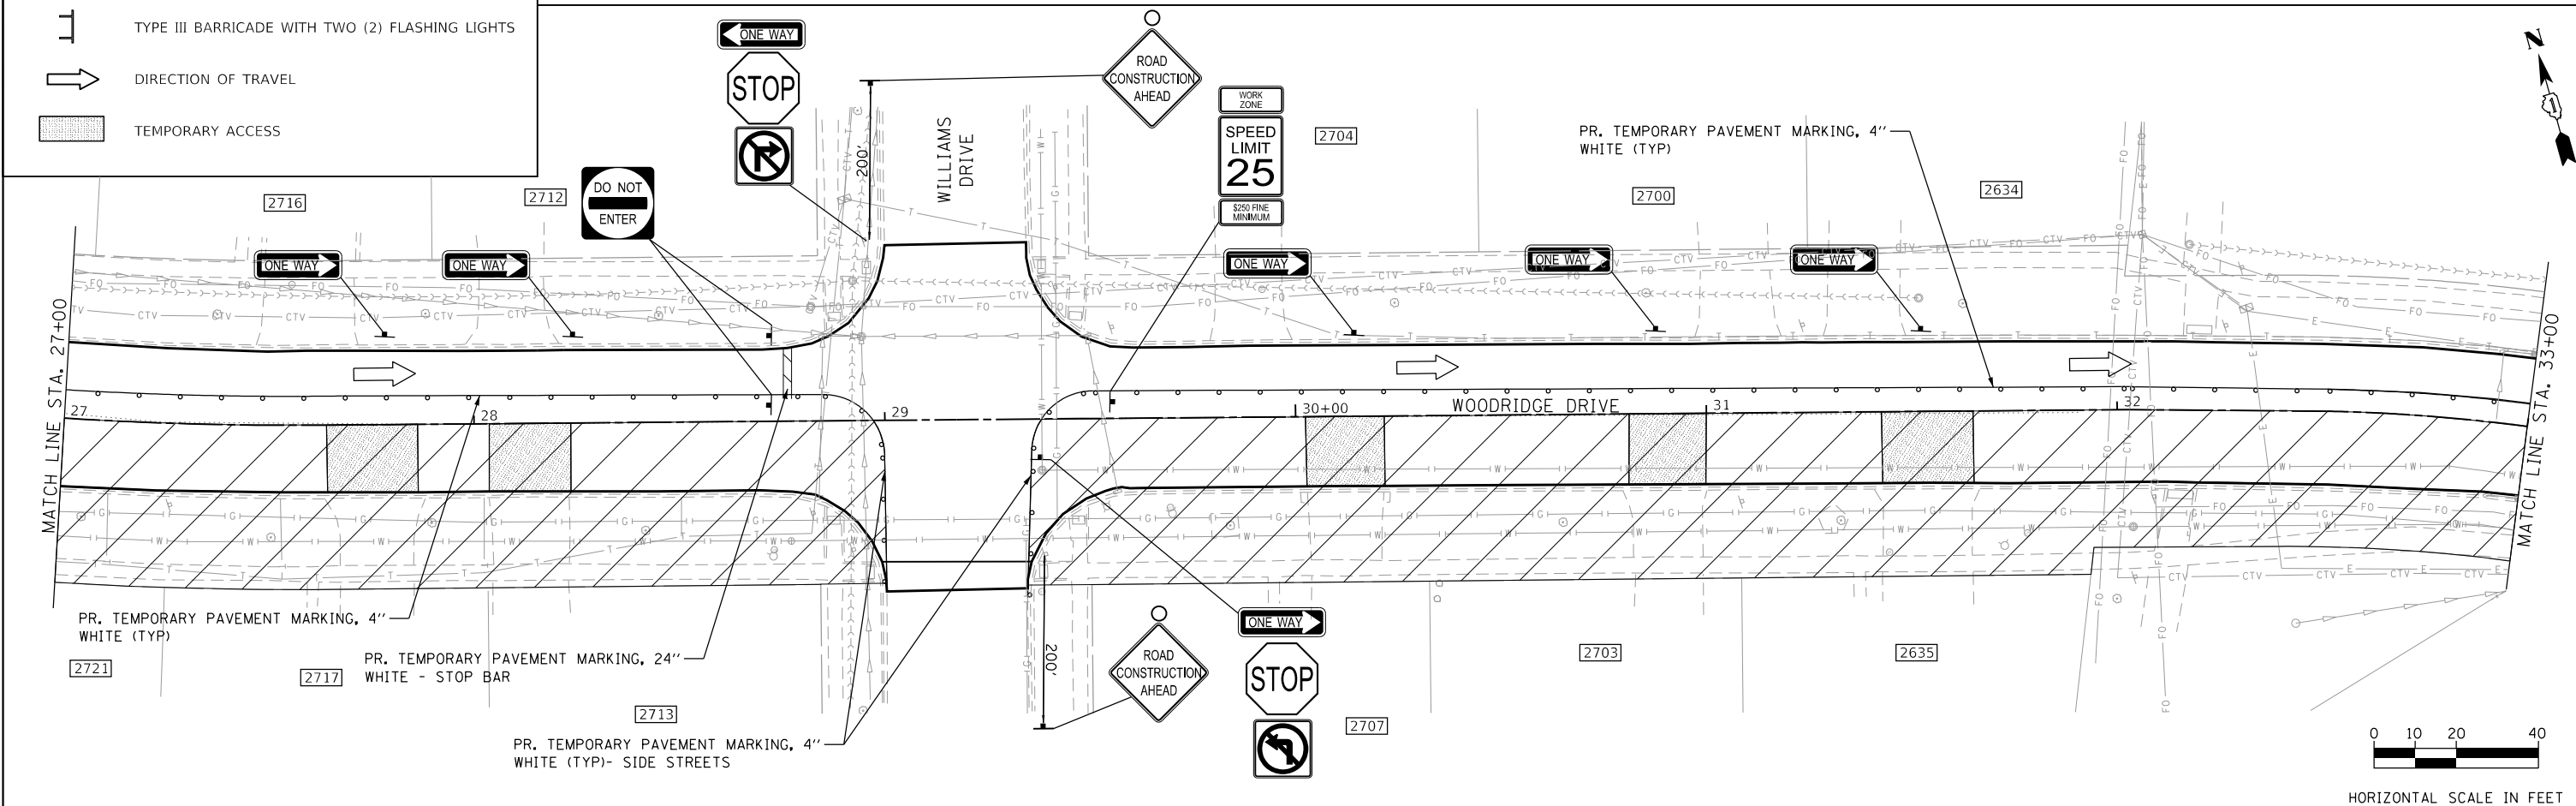 TYPE III BARRICADE WITH TWO (2) FLASHING LIGHTS
DIRECTION OF TRAVEL
TEMPORARY ACCESS
ONE WAY
STOP
ROAD
CONSTRUCTION
AHEAD
200'
WILLIAMS
DRIVE
WORK
ZONE
SPEED
LIMIT
25
$250 FINE
MINIMUM
2704
PR. TEMPORARY PAVEMENT MARKING, 4"
WHITE (TYP)
N
2716
2712
DO NOT
ENTER
2700
2634
ONE WAY
ONE WAY
ONE WAY
ONE WAY
ONE WAY
MATCH LINE STA. 27+00
27
28
29
30+00
WOODRIDGE DRIVE
31
32
MATCH LINE STA. 33+00
PR. TEMPORARY PAVEMENT MARKING, 4"
WHITE (TYP)
2721
2717
PR. TEMPORARY PAVEMENT MARKING, 24"
WHITE - STOP BAR
2713
PR. TEMPORARY PAVEMENT MARKING, 4"
WHITE (TYP)- SIDE STREETS
200'
ROAD
CONSTRUCTION
AHEAD
ONE WAY
STOP
2707
2703
2635
0 10 20 40
HORIZONTAL SCALE IN FEET